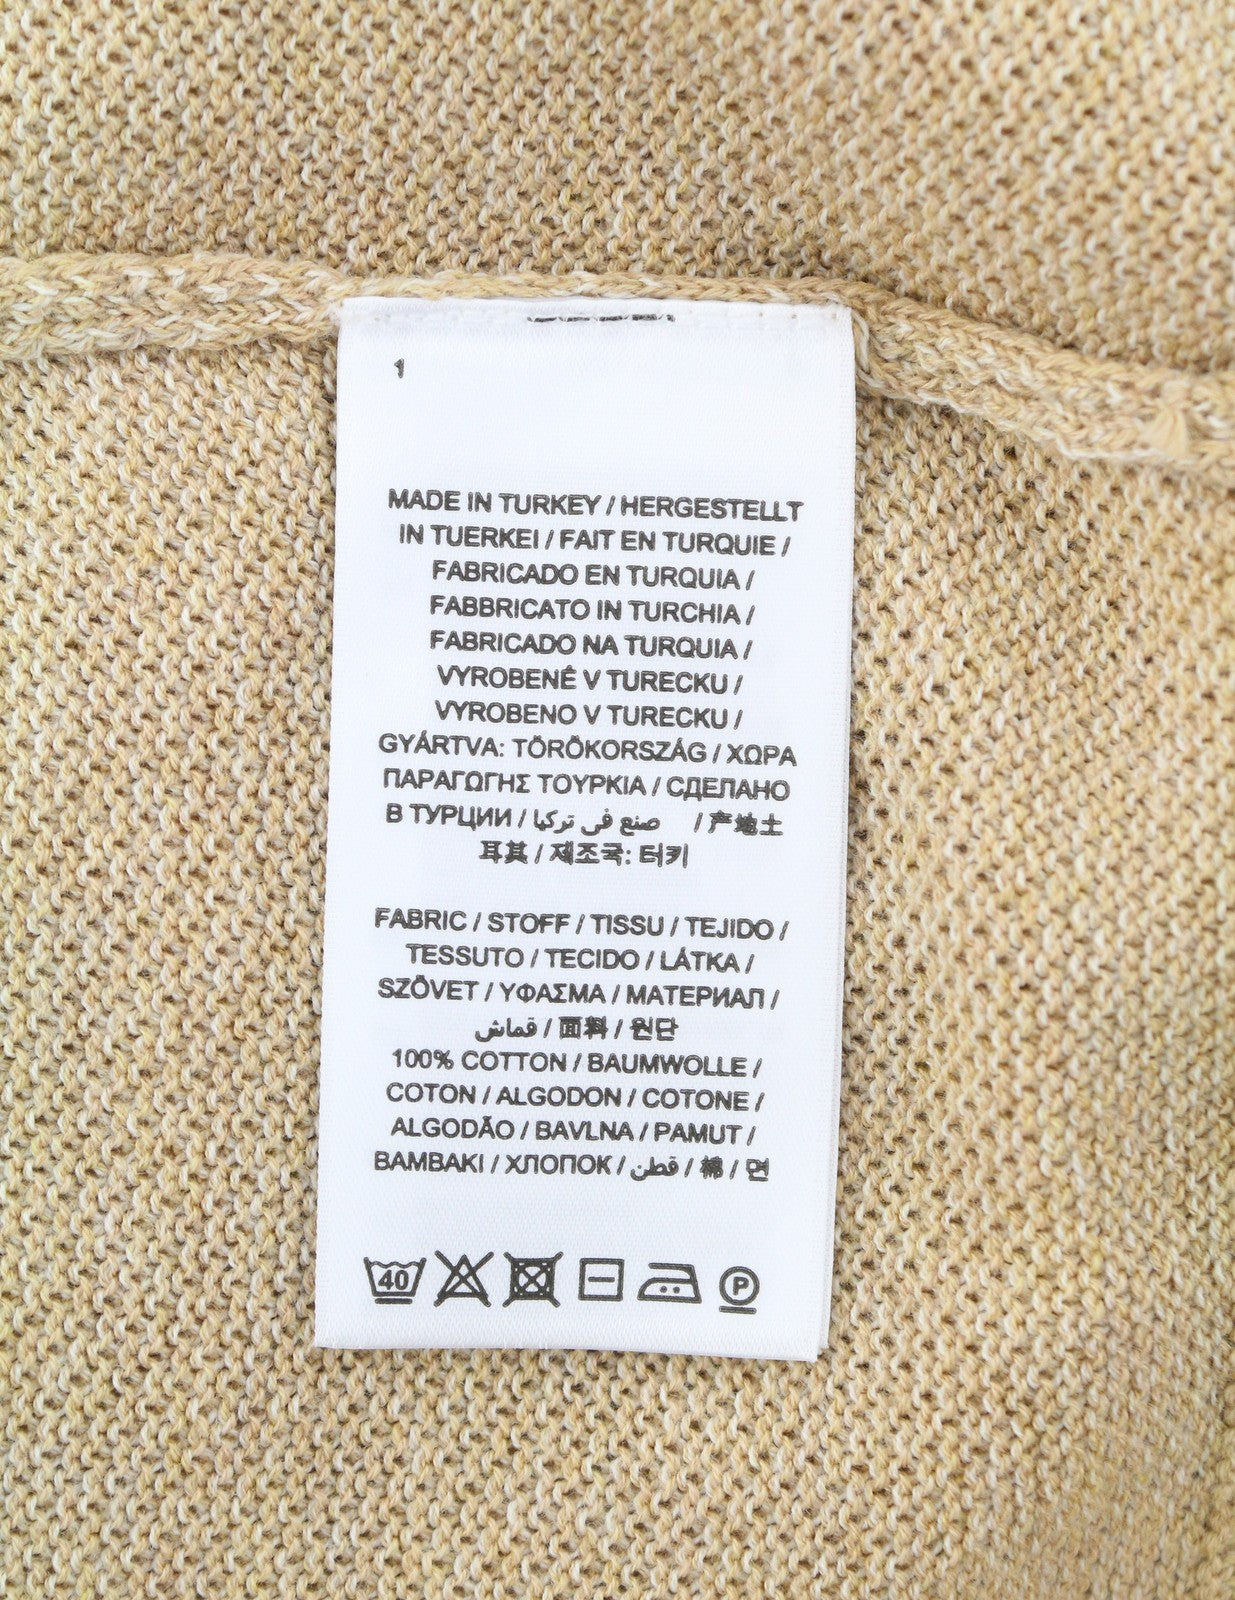 1
MADE IN TURKEY / HERGESTELLT
IN TUERKEI / FAIT EN TURQUIE /
FABRICADO EN TURQUIA /
FABBRICATO IN TURCHIA /
FABRICADO NA TURQUIA /
VYROBENÉ V TURECKU /
VYROBENO V TURECKU /
GYÁRTVA: TÖRÖKORSZÁG / ΧΩΡΑ
ΠΑΡΑΓΩΓΗΣ ΤΟΥΡΚΙΑ / СДЕЛАНО
В ТУРЦИИ / صنع في تركيا / 产地土
耳其 / 제조국: 터키
FABRIC / STOFF / TISSU / TEJIDO /
TESSUTO / TECIDO / LÁTKA /
SZÖVET / ΥΦΑΣΜΑ / МАТЕРИАЛ /
قماش / 面料 / 원단
100% COTTON / BAUMWOLLE /
COTON / ALGODON / COTONE /
ALGODÃO / BAVLNA / PAMUT /
BAMBAKI / ХЛОПОК / قطن / 棉 / 면
40 P